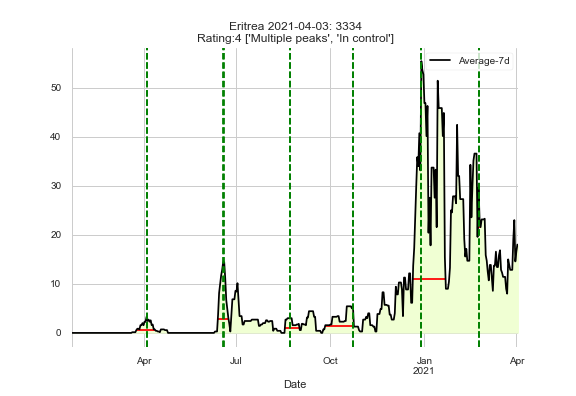 Eritrea 2021-04-03: 3334
Rating:4 ['Multiple peaks', 'In control']
Average-7d
50
40
30
20
10
0
Apr
Jul
Oct
Jan
2021
Apr
Date